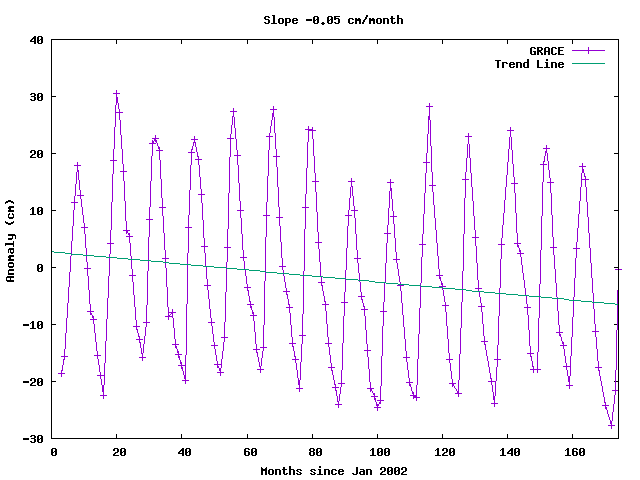 Slope -0.05 cm/month
GRACE
Trend Line
40
30
20
10
0
-10
-20
-30
Anomaly (cm)
0 20 40 60 80 100 120 140 160
Months since Jan 2002